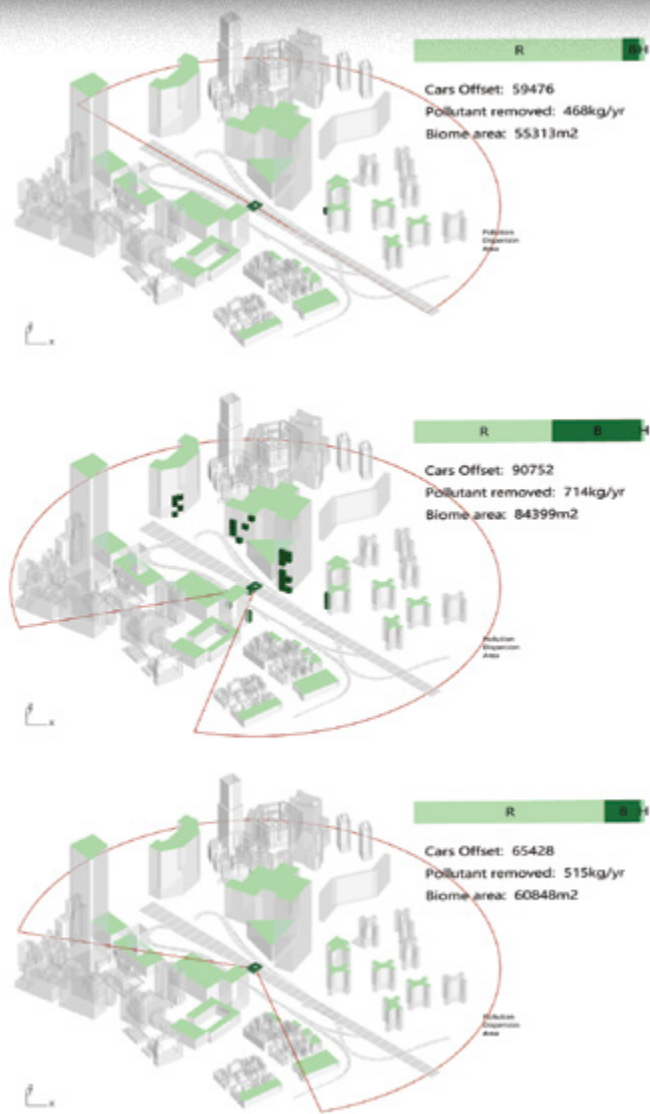 R B H
Cars Offset: 59476
Pollutant removed: 468kg/yr
Biome area: 55313m2
Pollution
Dispersion
Area
x
R B H
Cars Offset: 90752
Pollutant removed: 714kg/yr
Biome area: 84399m2
Pollution
Dispersion
Area
x
R B H
Cars Offset: 65428
Pollutant removed: 515kg/yr
Biome area: 60848m2
Pollution
Dispersion
Area
x